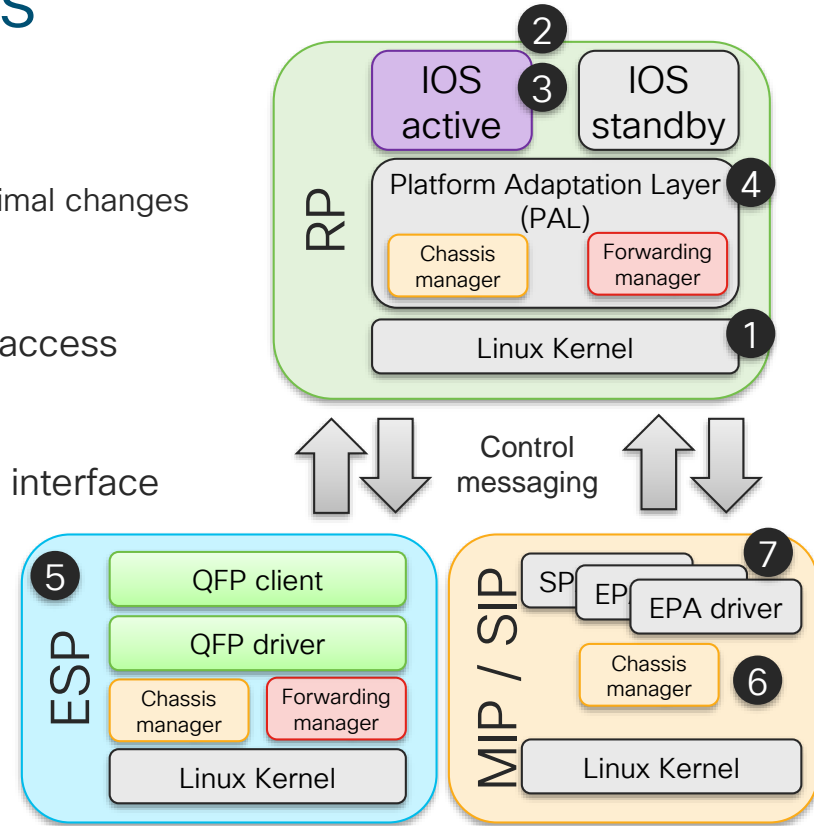 s
2
IOS
active
3
IOS
standby
imal changes
RP
Platform Adaptation Layer
(PAL)
4
Chassis
manager
Forwarding
manager
access
Linux Kernel
1
Control
messaging
interface
5
ESP
QFP client
QFP driver
Chassis
manager
Forwarding
manager
Linux Kernel
MIP / SIP
7
SP
EP
EPA driver
Chassis
manager
6
Linux Kernel